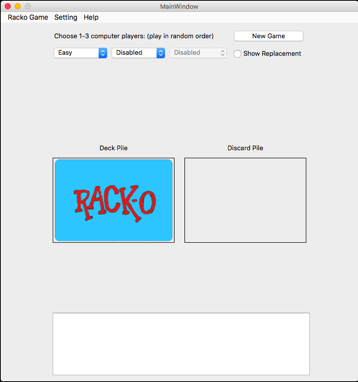 MainWindow
Racko Game Setting Help
Choose 1-3 computer players: (play in random order) New Game
Easy Disabled Disabled Show Replacement
Deck Pile Discard Pile
RACK-O